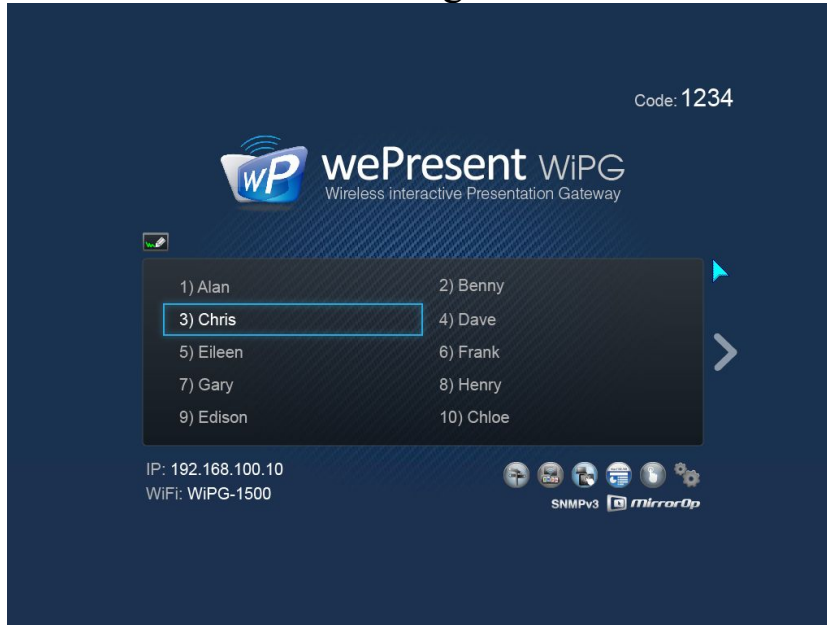 Code: 1234
wP wePresent WiPG
Wireless interactive Presentation Gateway
1) Alan 2) Benny
3) Chris 4) Dave
5) Eileen 6) Frank
7) Gary 8) Henry
9) Edison 10) Chloe
IP: 192.168.100.10
WiFi: WiPG-1500
SNMPv3 MirrorOp